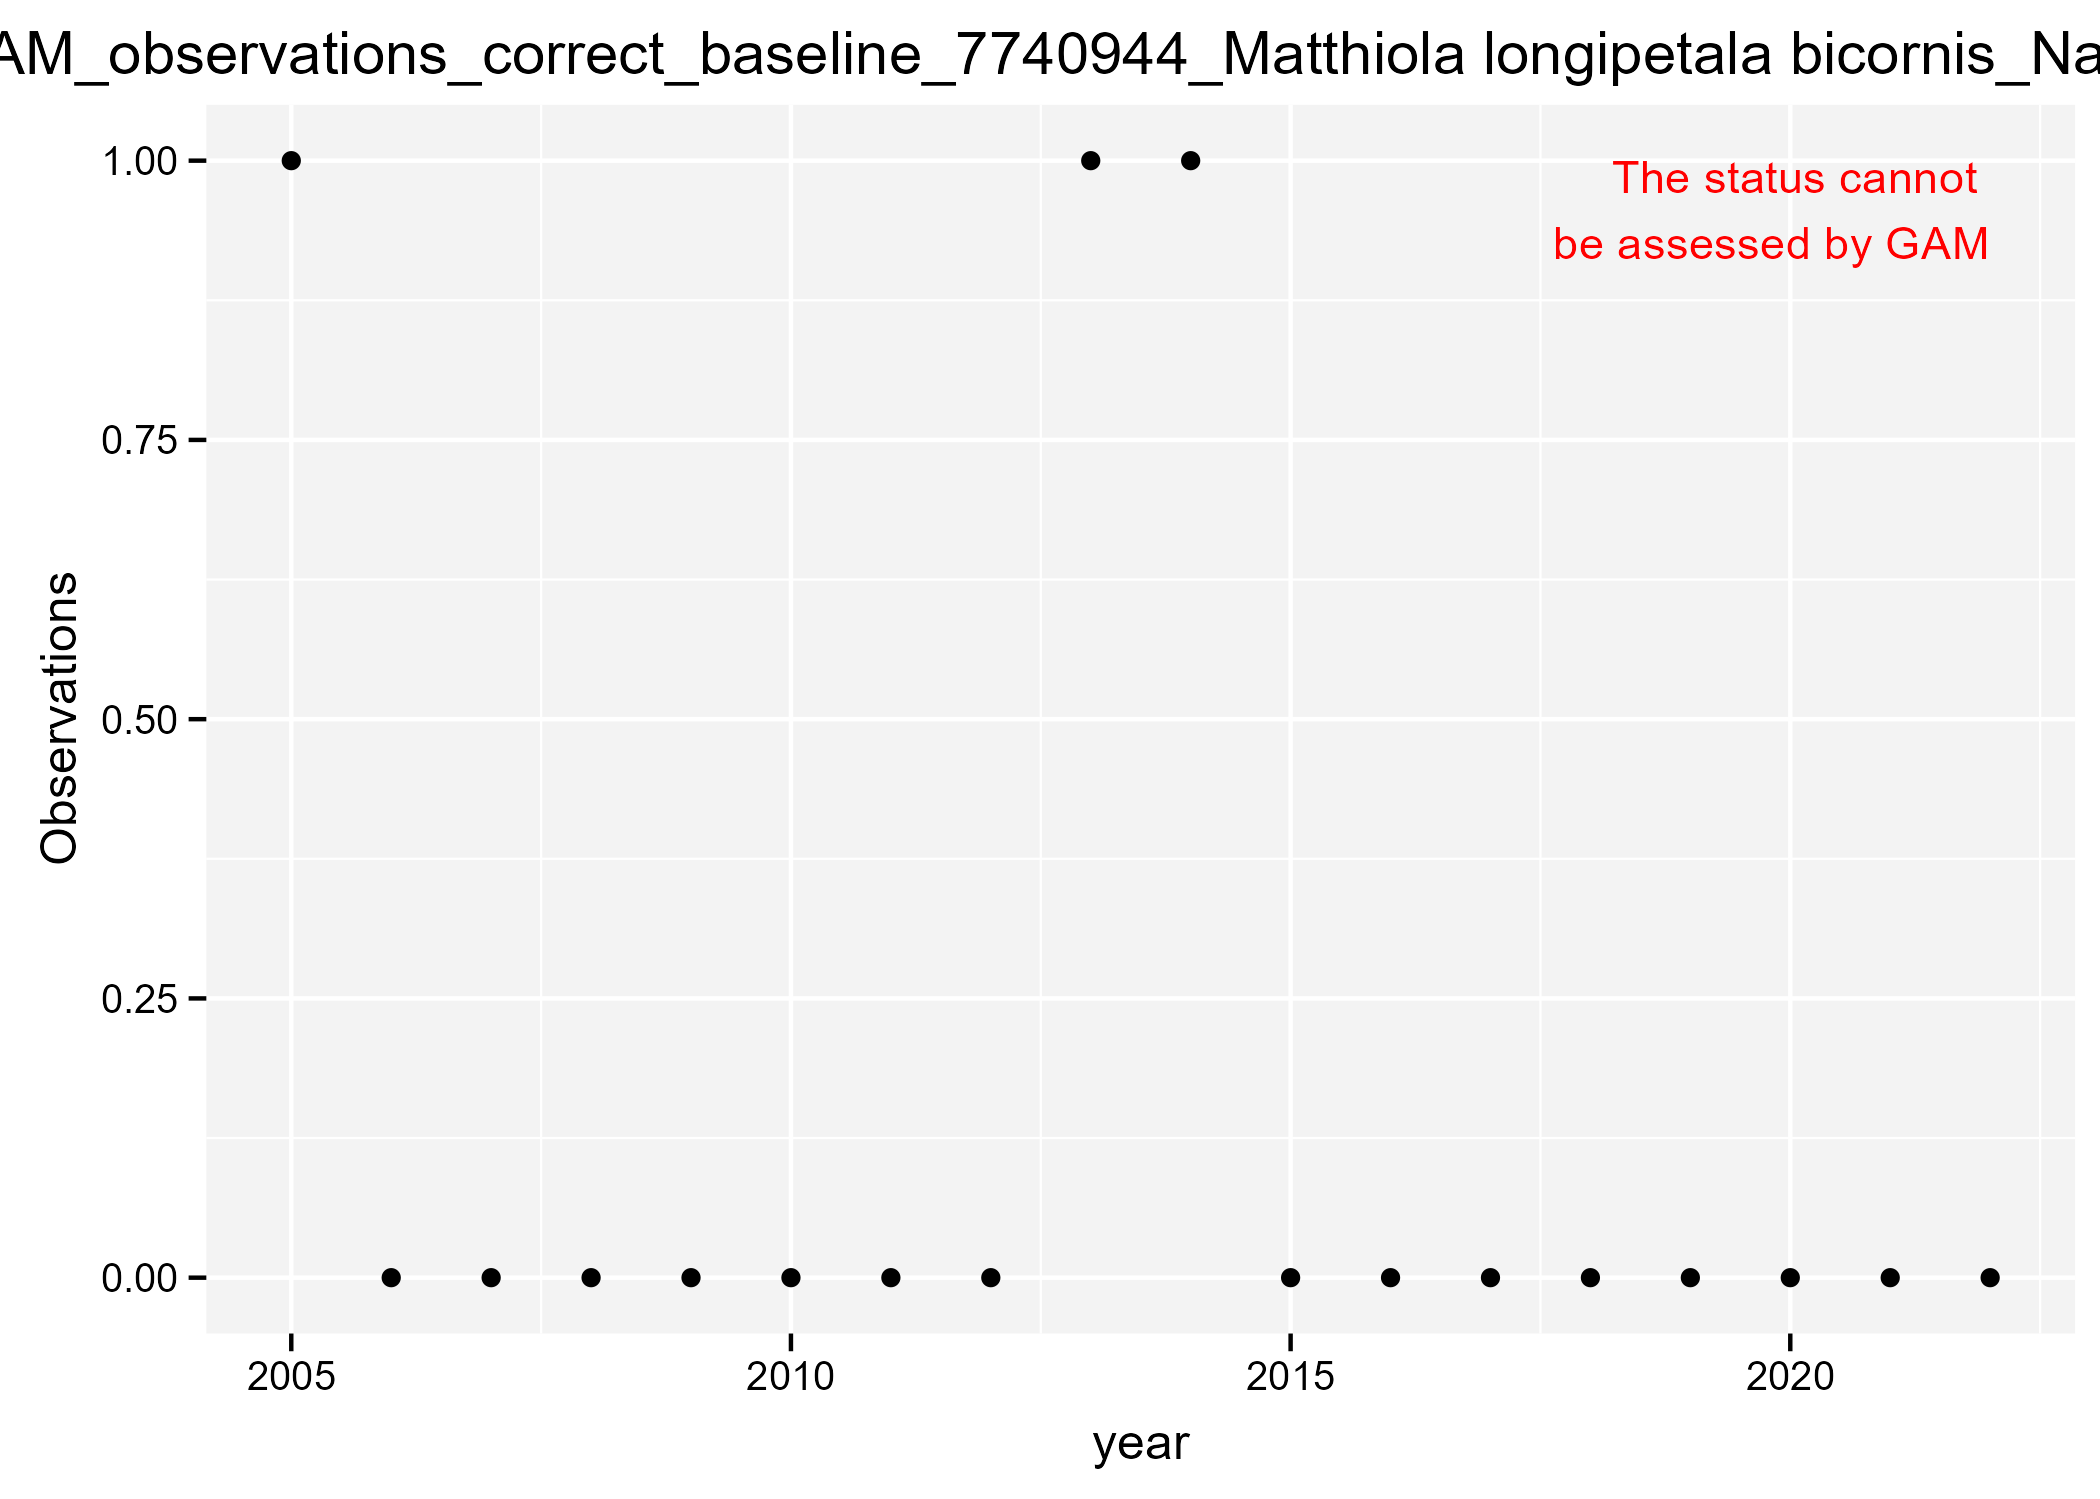 AM_observations_correct_baseline_7740944_Matthiola longipetala bicornis_Na
1.00
The status cannot
be assessed by GAM
0.75
Observations
0.50
0.25
0.00
2005 2010 2015 2020
year